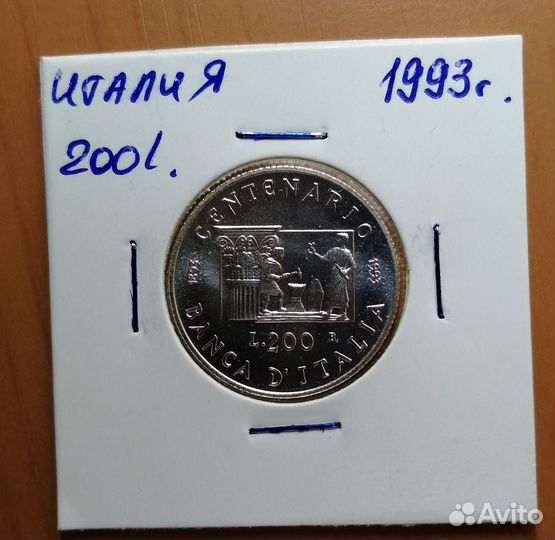 ИТАЛИЯ 1993г.
200l.
CENTENARIO
1893 1993
L.200 R
BANCA D'ITALIA
Avito